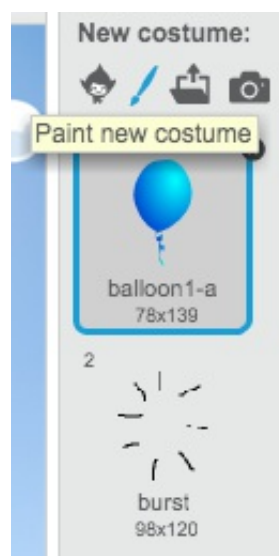 New costume:
Paint new costume
balloon1-a
78x139
2
burst
98x120